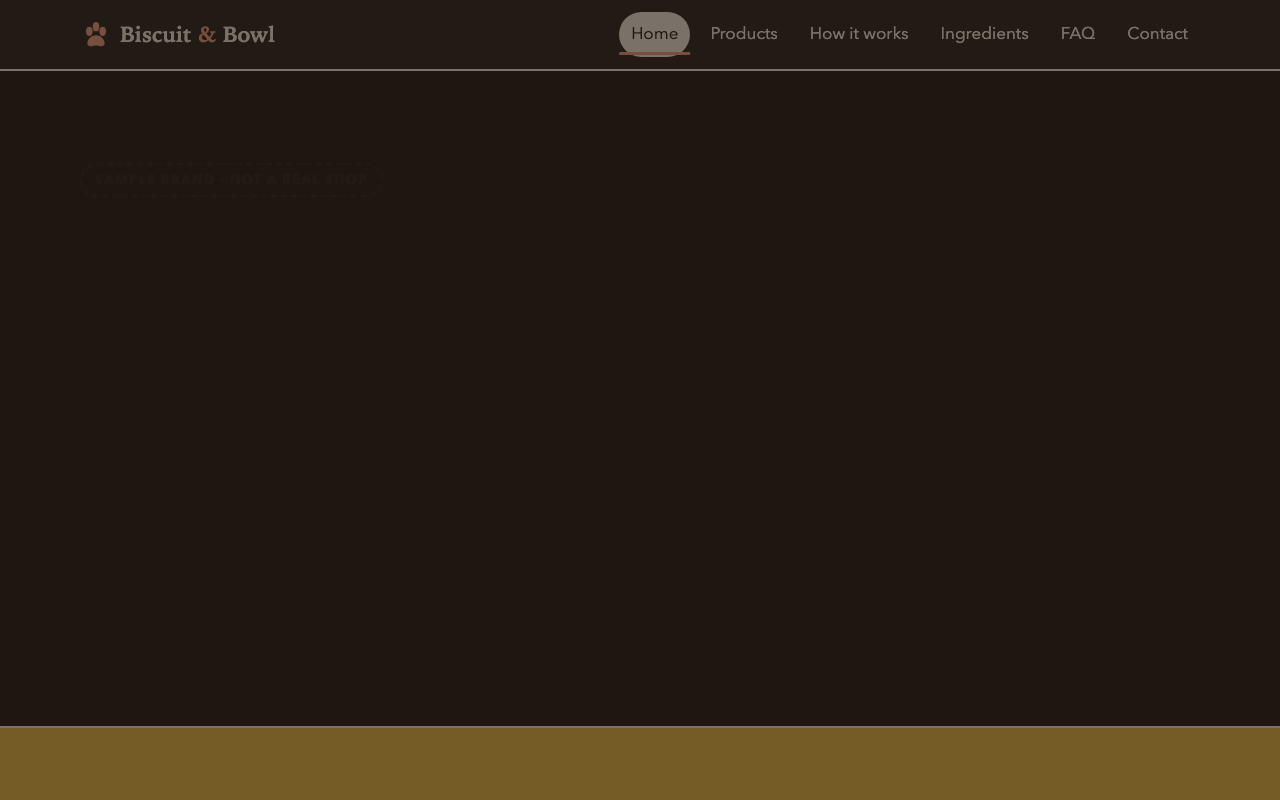 Biscuit & Bowl
Home
Products
How it works
Ingredients
FAQ
Contact
SAMPLE BRAND · NOT A REAL SHOP